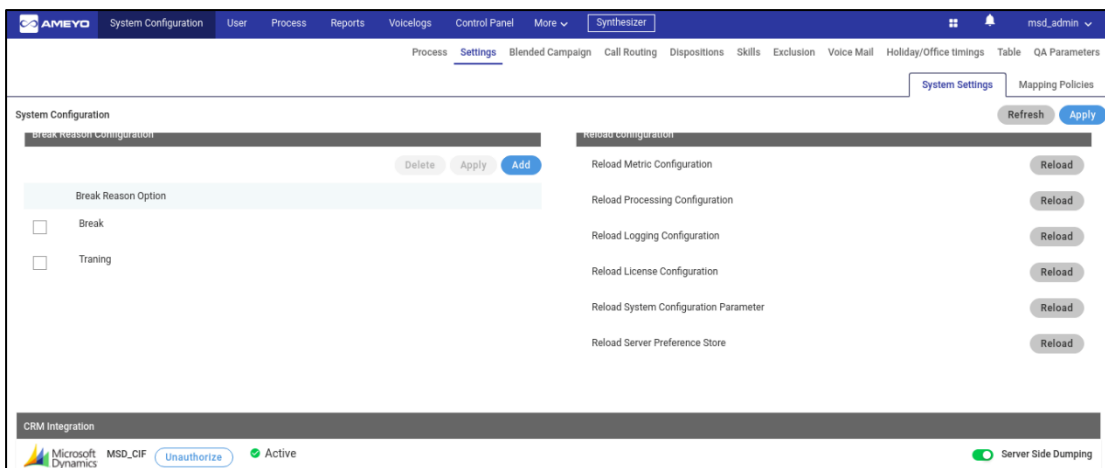 AMEYO System Configuration User Process Reports Voicelogs Control Panel More Synthesizer msd_admin
Process Settings Blended Campaign Call Routing Dispositions Skills Exclusion Voice Mail Holiday/Office timings Table QA Parameters
System Settings Mapping Policies
System Configuration Refresh Apply
Break Reason Configuration
Delete Apply Add
Break Reason Option
Break
Traning
Reload configuration
Reload Metric Configuration Reload
Reload Processing Configuration Reload
Reload Logging Configuration Reload
Reload License Configuration Reload
Reload System Configuration Parameter Reload
Reload Server Preference Store Reload
CRM Integration
Microsoft Dynamics MSD_CIF Unauthorize Active Server Side Dumping